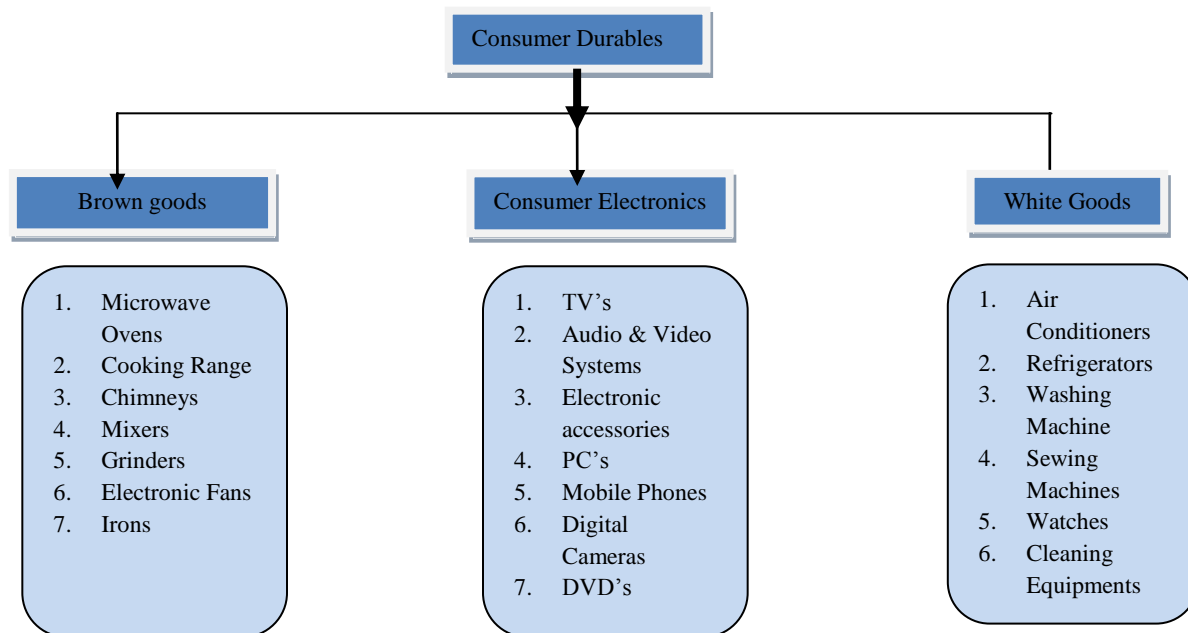 Consumer Durables
Brown goods
Consumer Electronics
White Goods
1. Microwave
Ovens
2. Cooking Range
3. Chimneys
4. Mixers
5. Grinders
6. Electronic Fans
7. Irons
1. TV’s
2. Audio & Video
Systems
3. Electronic
accessories
4. PC’s
5. Mobile Phones
6. Digital
Cameras
7. DVD’s
1. Air
Conditioners
2. Refrigerators
3. Washing
Machine
4. Sewing
Machines
5. Watches
6. Cleaning
Equipments